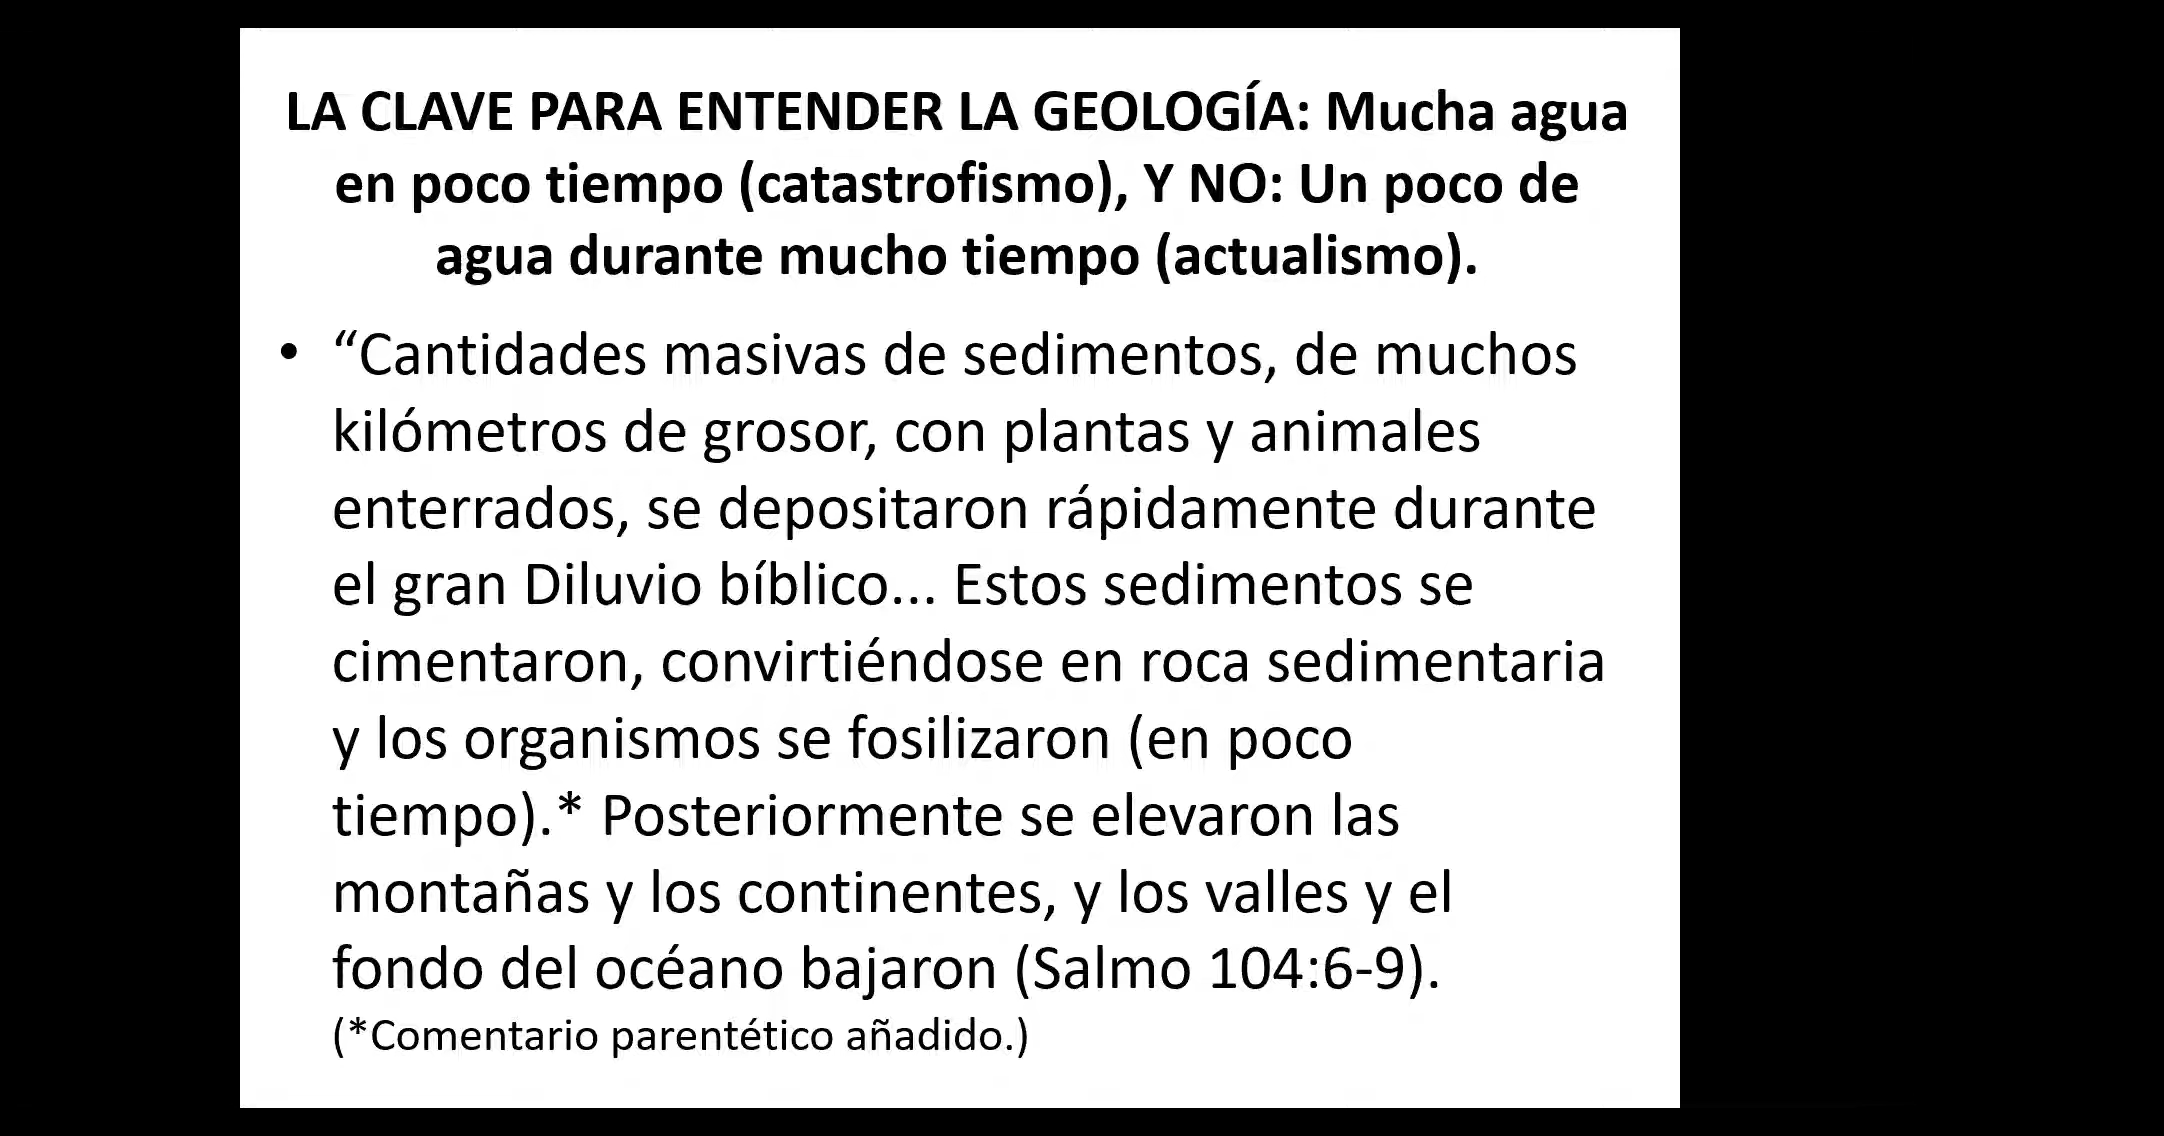 LA CLAVE PARA ENTENDER LA GEOLOGÍA: Mucha agua
en poco tiempo (catastrofismo), Y NO: Un poco de
agua durante mucho tiempo (actualismo).
• “Cantidades masivas de sedimentos, de muchos
kilómetros de grosor, con plantas y animales
enterrados, se depositaron rápidamente durante
el gran Diluvio bíblico... Estos sedimentos se
cimentaron, convirtiéndose en roca sedimentaria
y los organismos se fosilizaron (en poco
tiempo).* Posteriormente se elevaron las
montañas y los continentes, y los valles y el
fondo del océano bajaron (Salmo 104:6-9).
(*Comentario parentético añadido.)